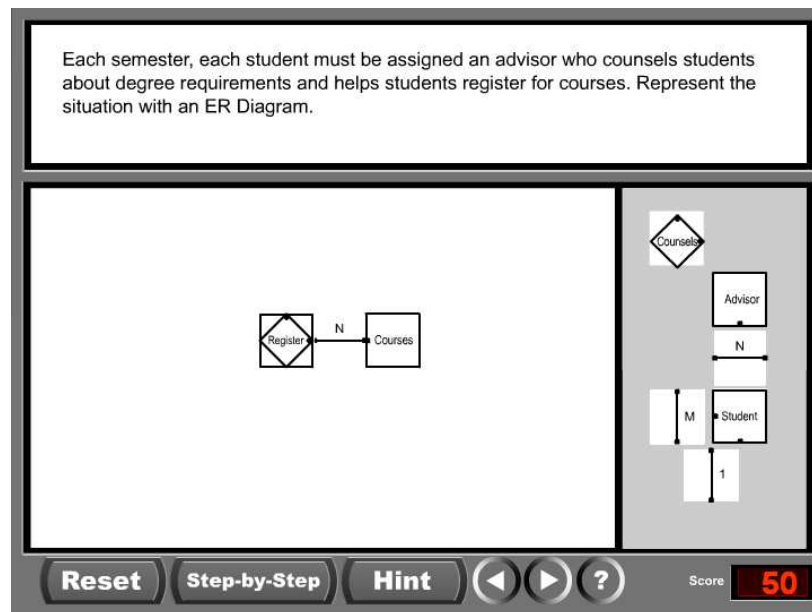 Each semester, each student must be assigned an advisor who counsels students
about degree requirements and helps students register for courses. Represent the
situation with an ER Diagram.
Counsels
Advisor
N
Register
N
Courses
M
Student
1
Reset
Step-by-Step
Hint
?
Score
50